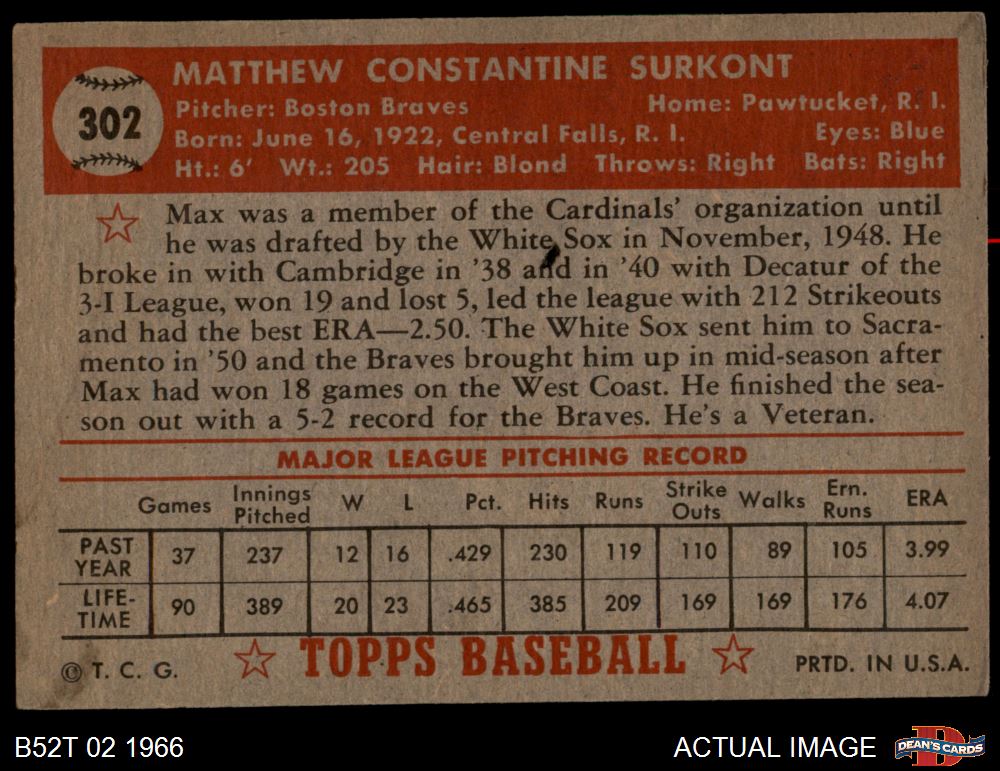 MATTHEW CONSTANTINE SURKONT
302
Pitcher: Boston Braves Home: Pawtucket, R. I.
Born: June 16, 1922, Central Falls, R. I. Eyes: Blue
Ht.: 6' Wt.: 205 Hair: Blond Throws: Right Bats: Right
Max was a member of the Cardinals' organization until
he was drafted by the White Sox in November, 1948. He
broke in with Cambridge in '38 and in '40 with Decatur of the
3-I League, won 19 and lost 5, led the league with 212 Strikeouts
and had the best ERA—2.50. The White Sox sent him to Sacra-
mento in '50 and the Braves brought him up in mid-season after
Max had won 18 games on the West Coast. He finished the sea-
son out with a 5-2 record for the Braves. He's a Veteran.
MAJOR LEAGUE PITCHING RECORD
Games Innings Pitched W L Pct. Hits Runs Strike Outs Walks Ern. Runs ERA
PAST YEAR 37 237 12 16 .429 230 119 110 89 105 3.99
LIFE-TIME 90 389 20 23 .465 385 209 169 169 176 4.07
© T. C. G. TOPPS BASEBALL PRTD. IN U.S.A.
B52T 02 1966 ACTUAL IMAGE DEAN'S CARDS